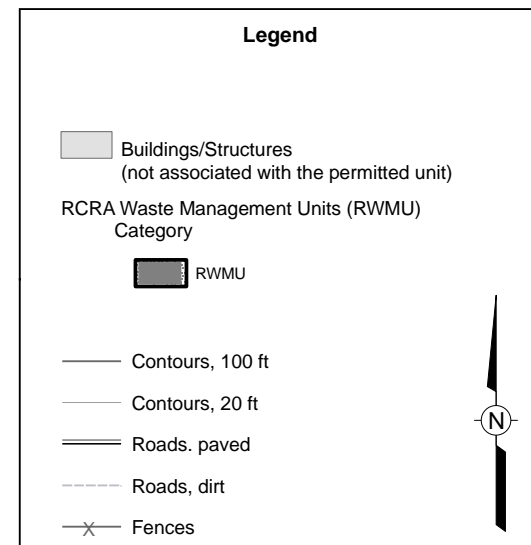 Legend
Buildings/Structures
(not associated with the permitted unit)
RCRA Waste Management Units (RWMU)
Category
RWMU
Contours, 100 ft
Contours, 20 ft
Roads. paved
Roads, dirt
X Fences
N